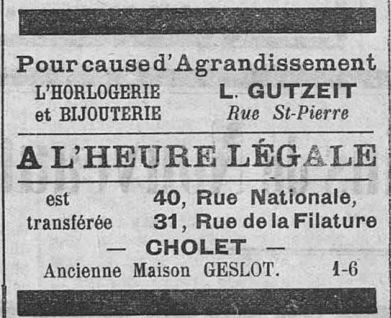 Pour cause d'Agrandissement
L'HORLOGERIE L. GUTZEIT
et BIJOUTERIE Rue St-Pierre
A L'HEURE LÉGALE
est 40, Rue Nationale,
transférée 31, Rue de la Filature
— CHOLET —
Ancienne Maison GESLOT. 1-6